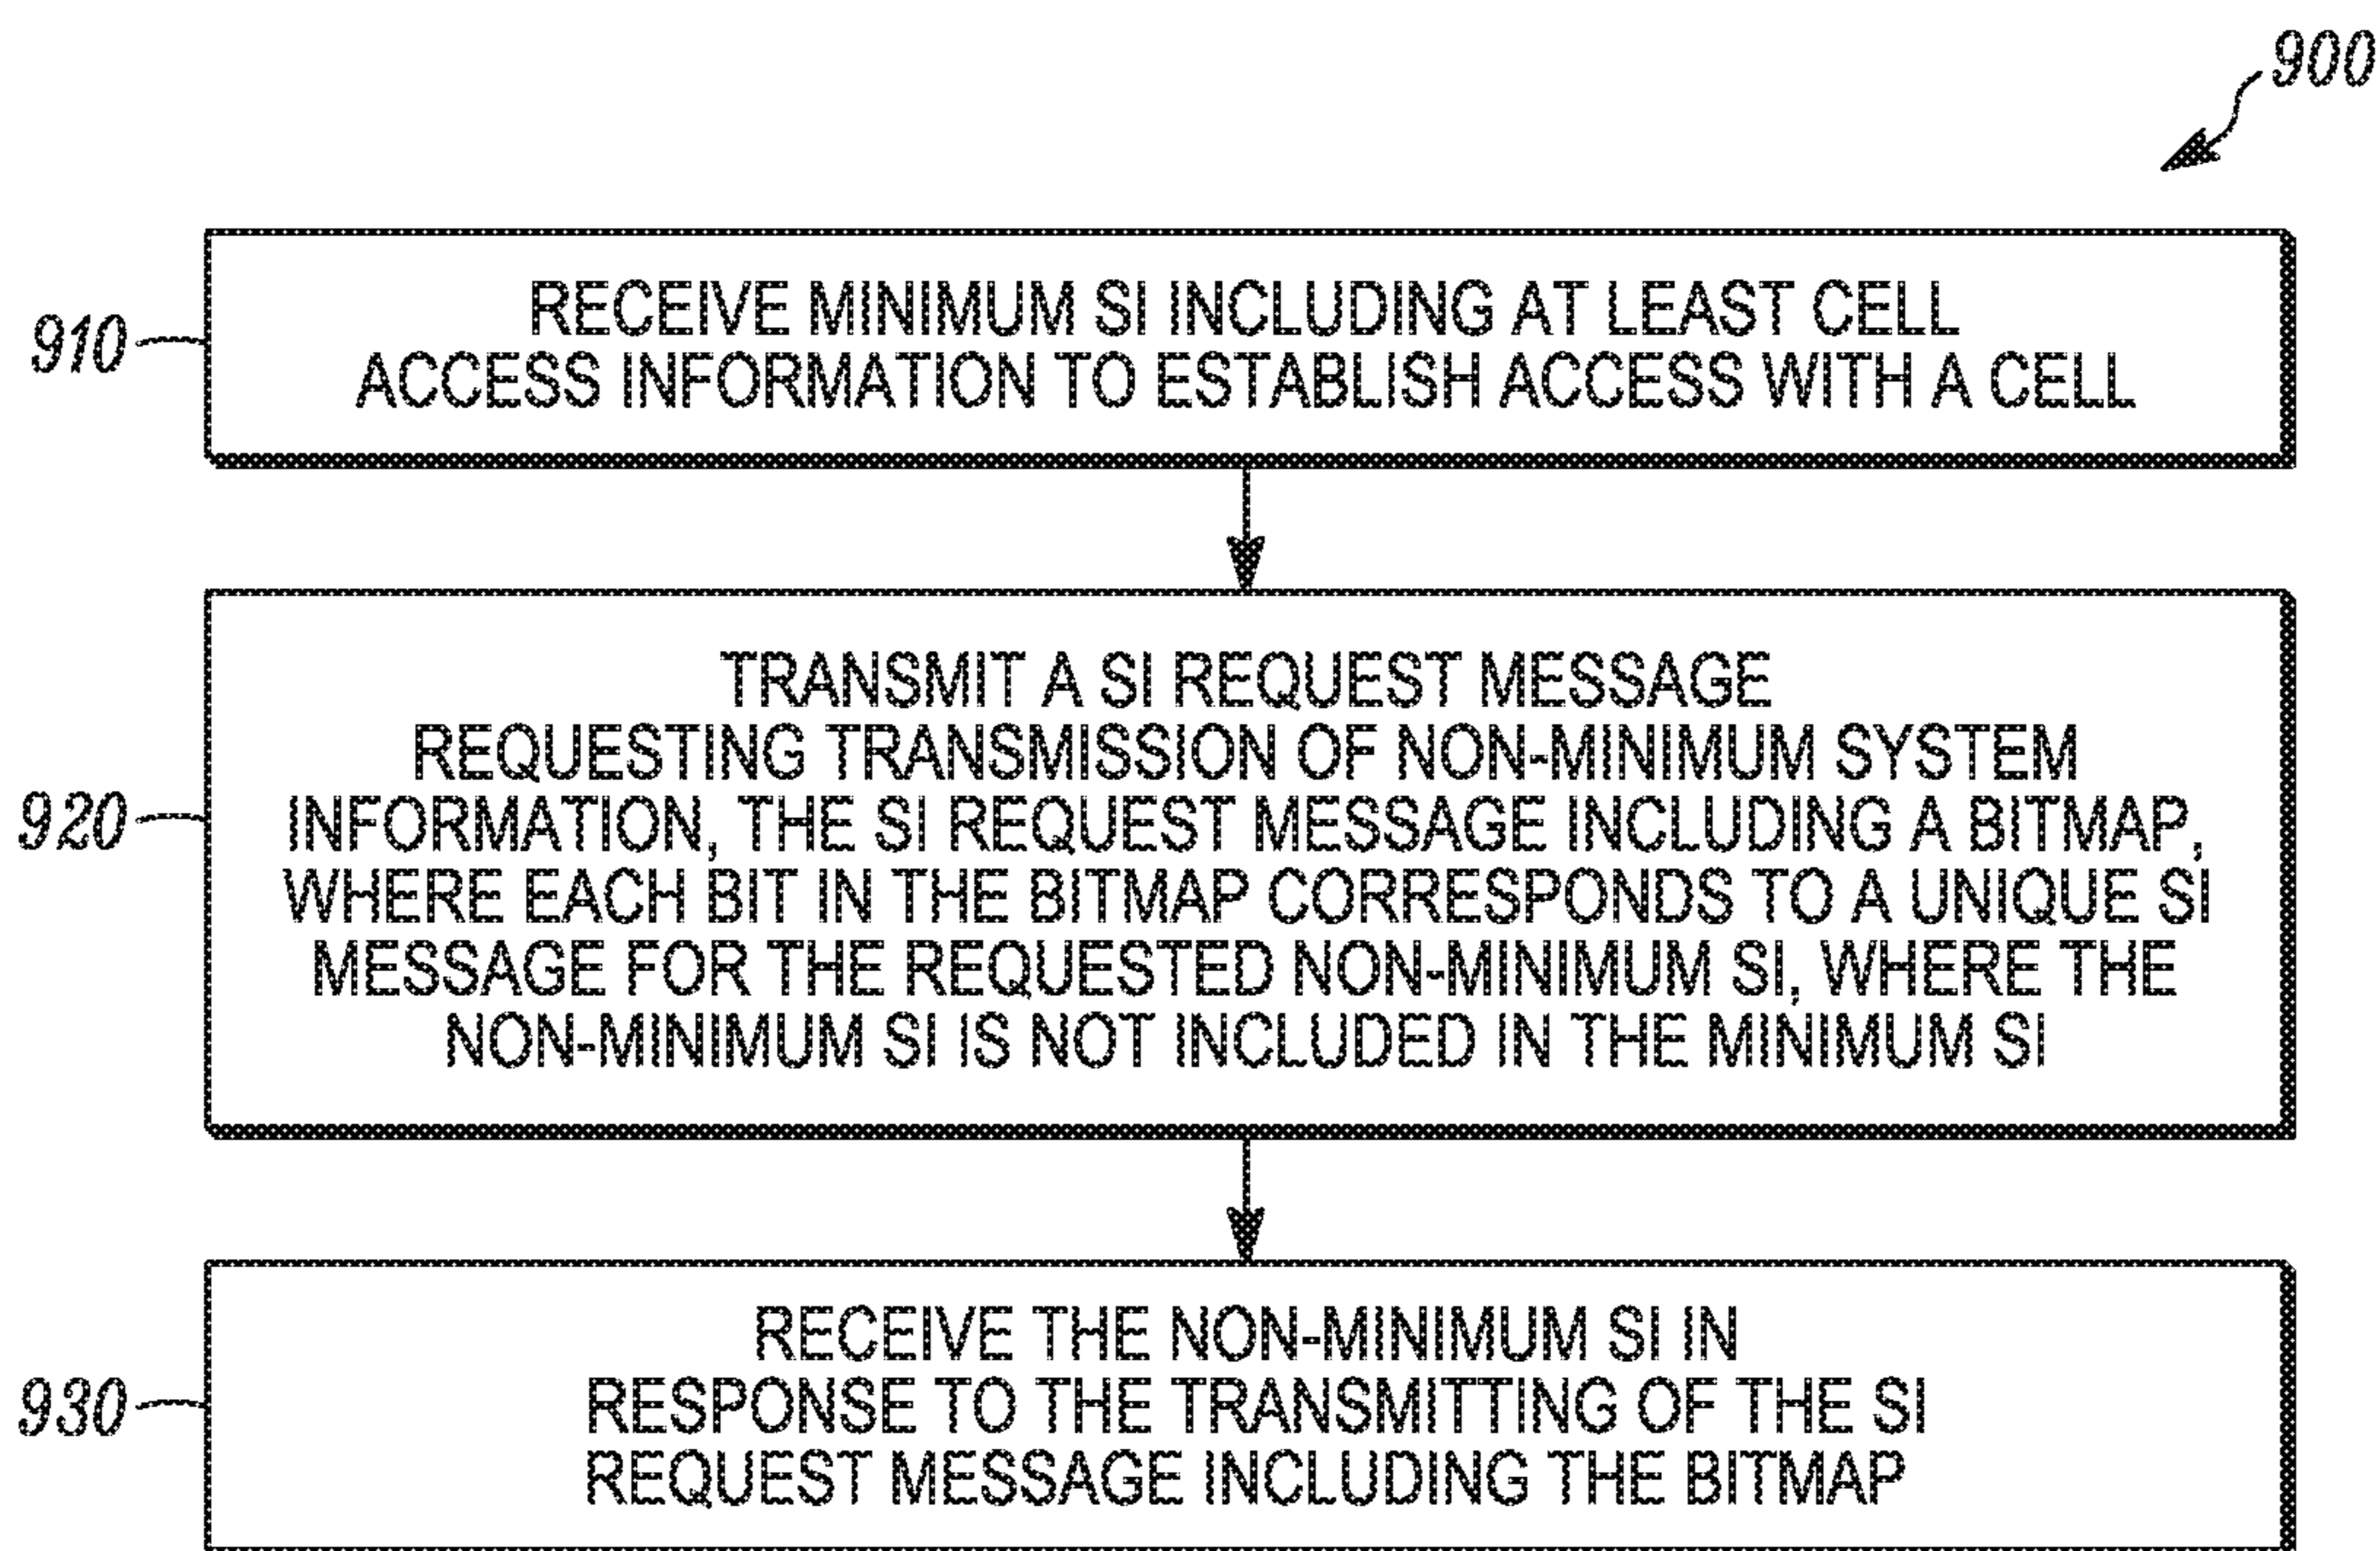 900
910
RECEIVE MINIMUM SI INCLUDING AT LEAST CELL
ACCESS INFORMATION TO ESTABLISH ACCESS WITH A CELL
920
TRANSMIT A SI REQUEST MESSAGE
REQUESTING TRANSMISSION OF NON-MINIMUM SYSTEM
INFORMATION, THE SI REQUEST MESSAGE INCLUDING A BITMAP,
WHERE EACH BIT IN THE BITMAP CORRESPONDS TO A UNIQUE SI
MESSAGE FOR THE REQUESTED NON-MINIMUM SI, WHERE THE
NON-MINIMUM SI IS NOT INCLUDED IN THE MINIMUM SI
930
RECEIVE THE NON-MINIMUM SI IN
RESPONSE TO THE TRANSMITTING OF THE SI
REQUEST MESSAGE INCLUDING THE BITMAP